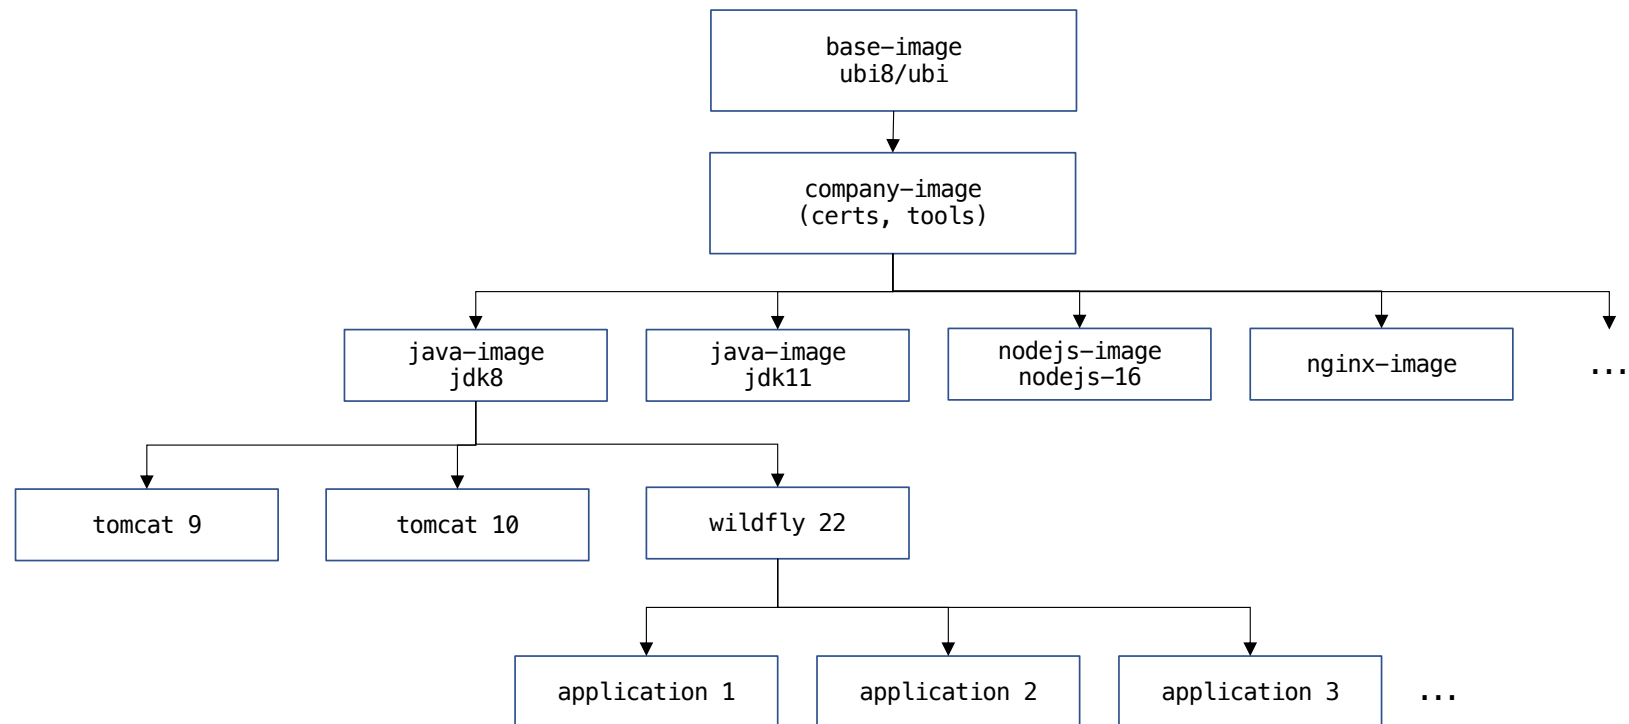 base-image
ubi8/ubi
company-image
(certs, tools)
java-image
jdk8
java-image
jdk11
nodejs-image
nodejs-16
nginx-image
...
tomcat 9
tomcat 10
wildfly 22
application 1
application 2
application 3
...